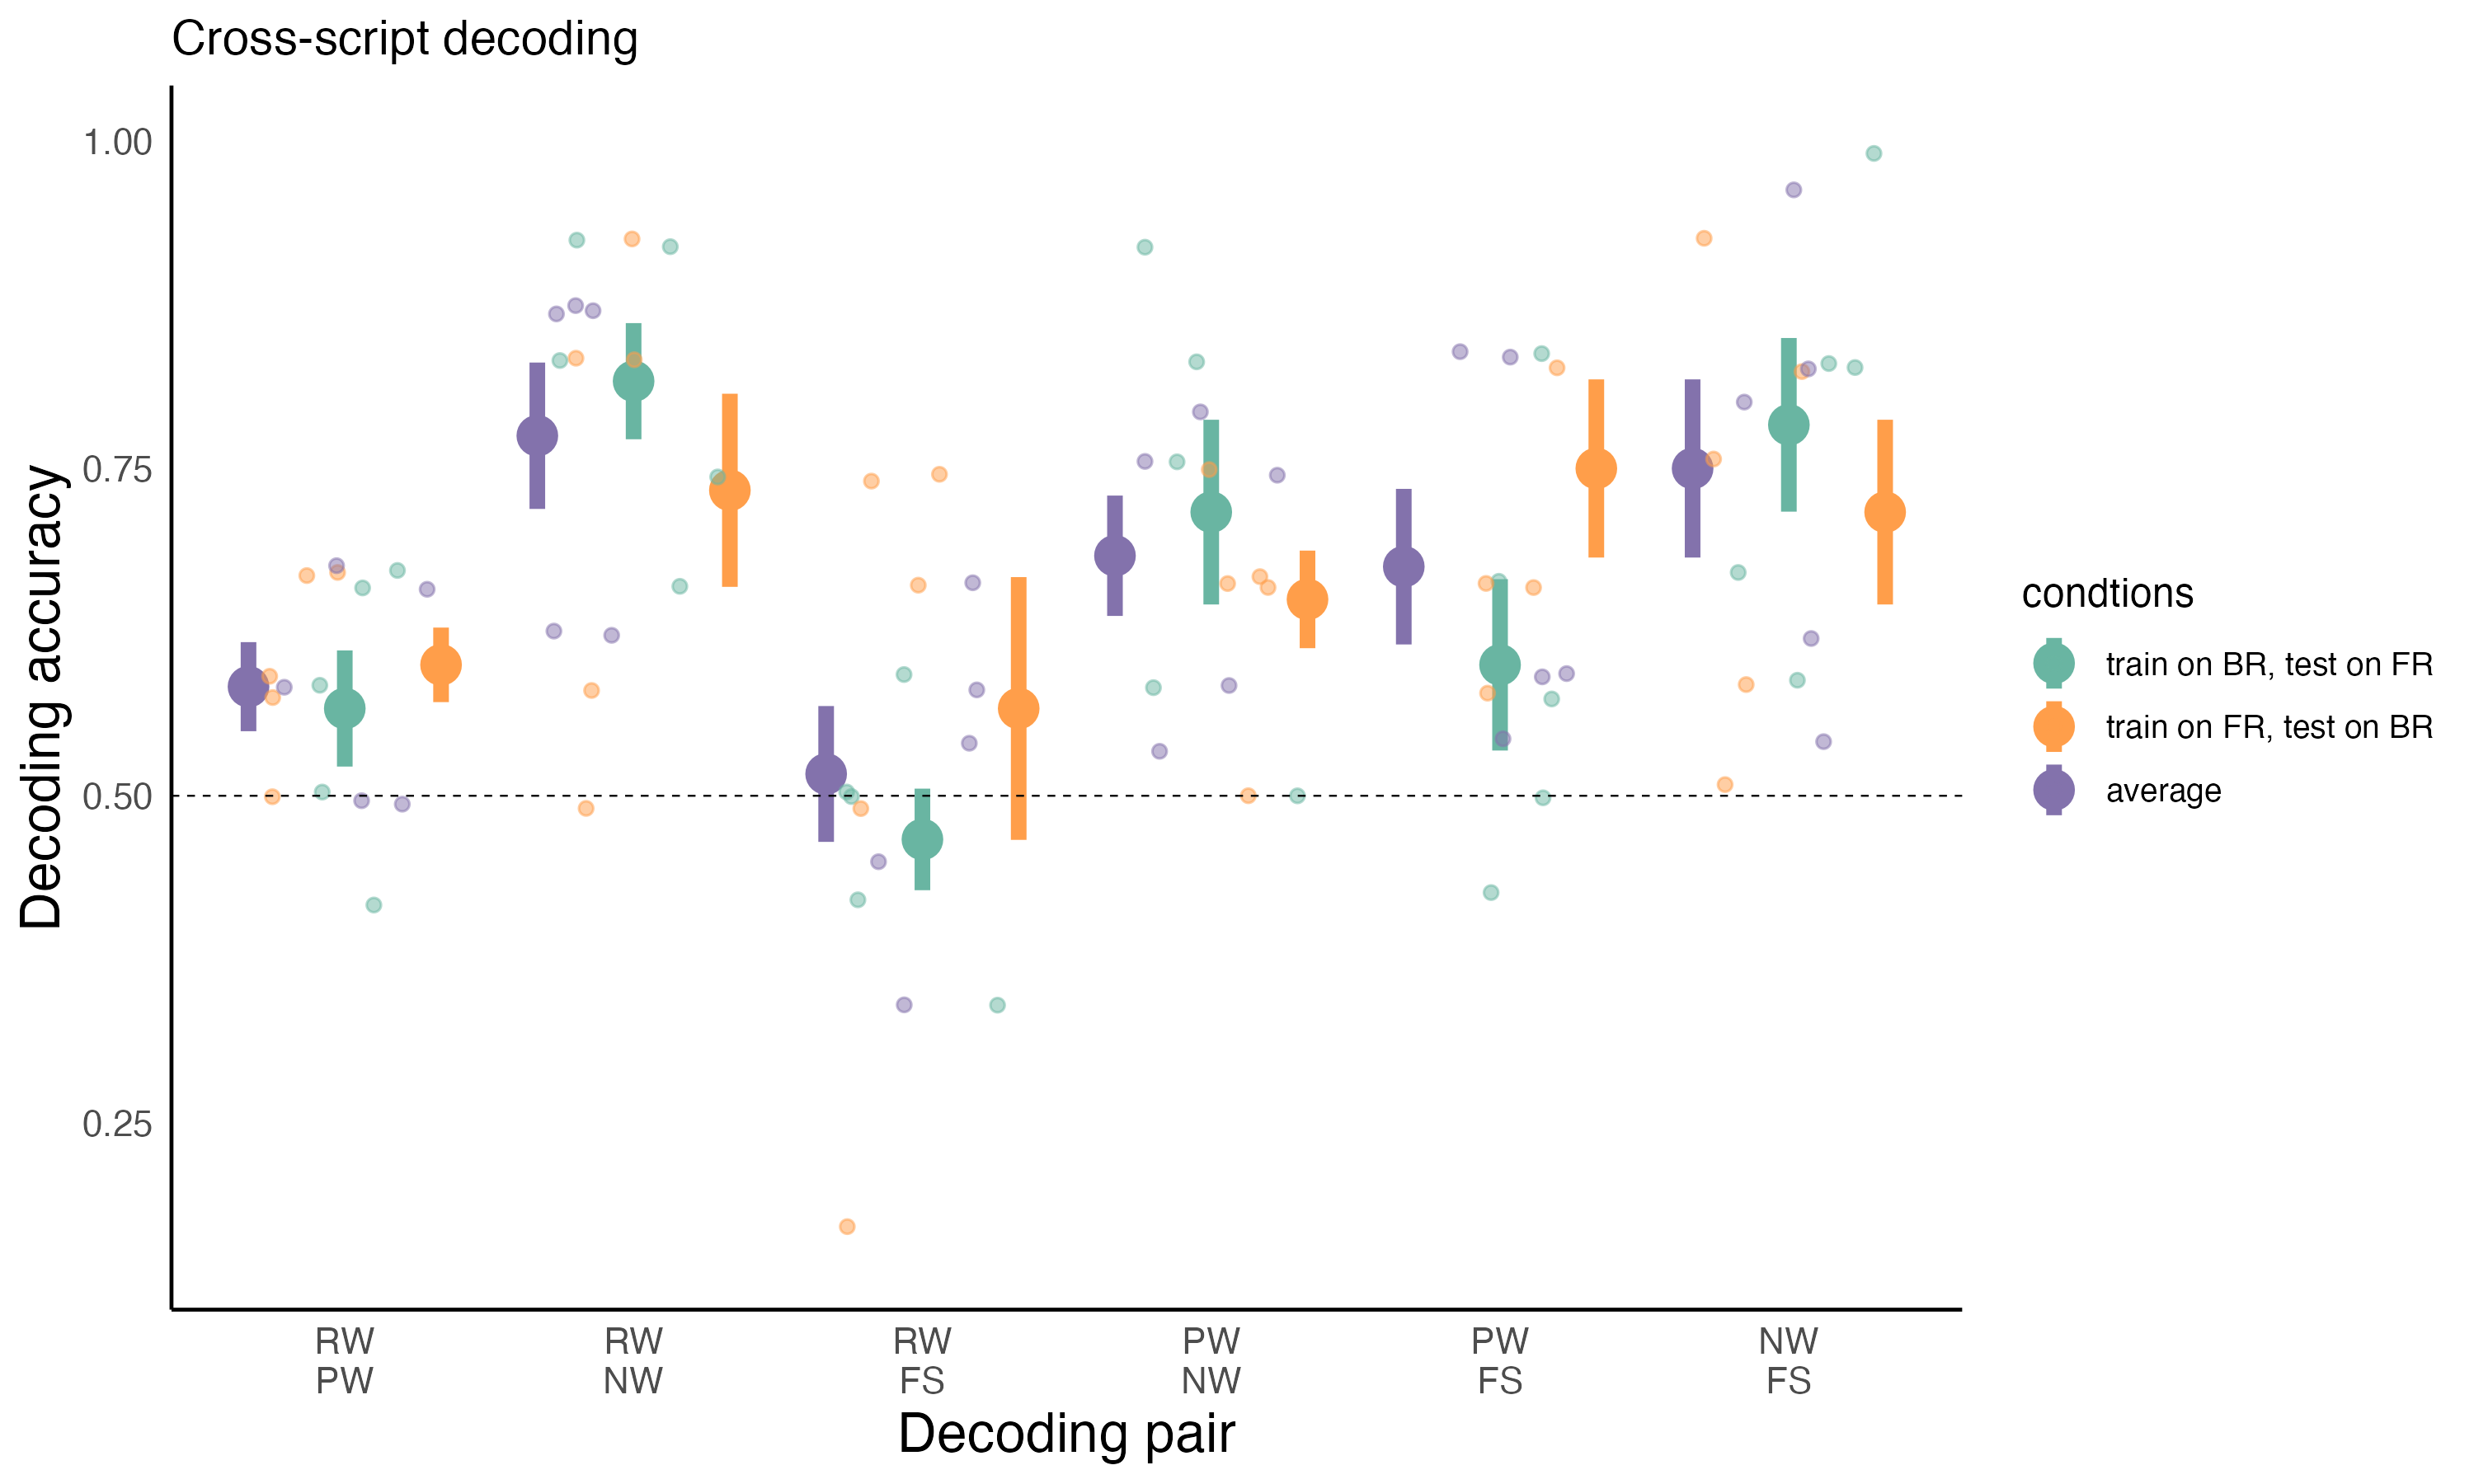 Cross-script decoding
1.00
0.75
0.50
0.25
Decoding accuracy
RW
PW
RW
NW
RW
FS
PW
NW
PW
FS
NW
FS
Decoding pair
condtions
train on BR, test on FR
train on FR, test on BR
average